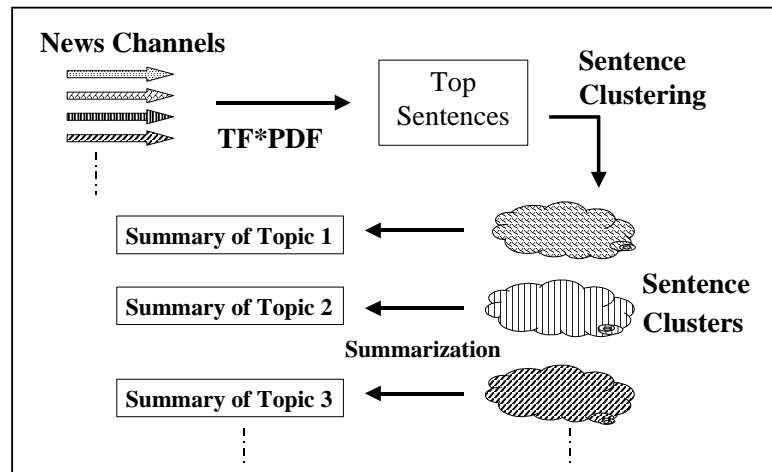 News Channels
TF*PDF
Top
Sentences
Sentence
Clustering
Summary of Topic 1
Summary of Topic 2
Sentence
Clusters
Summarization
Summary of Topic 3